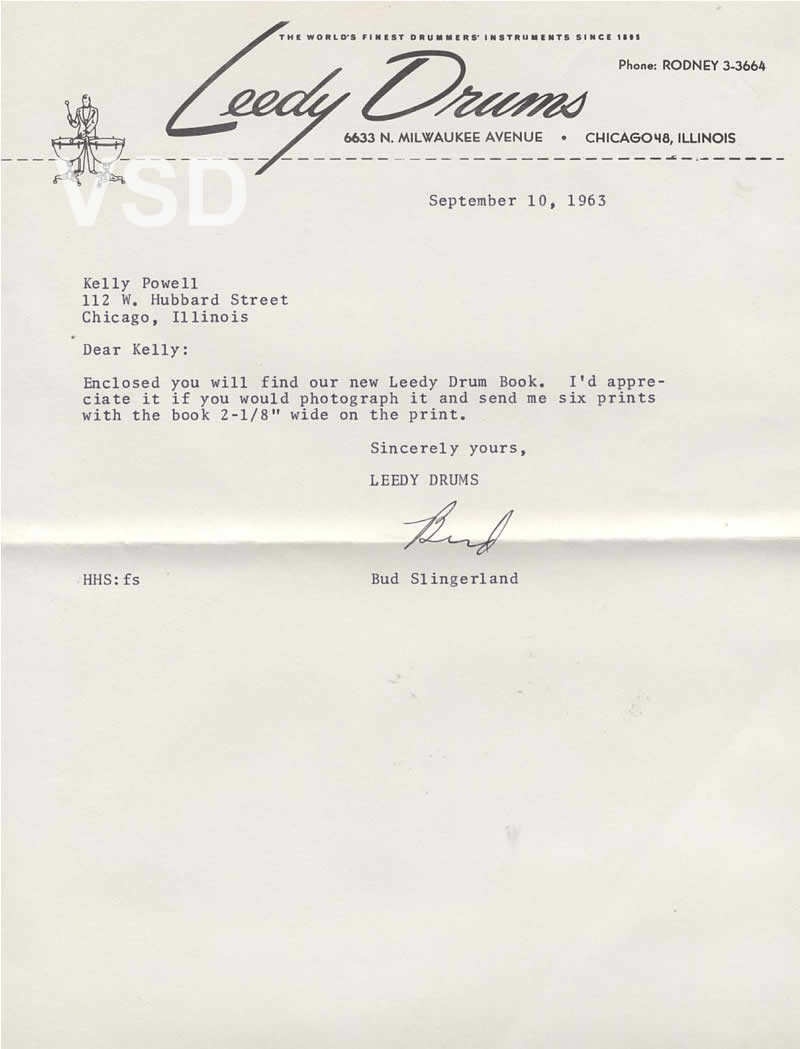 THE WORLD'S FINEST DRUMMERS' INSTRUMENTS SINCE 1895
Leedy Drums
Phone: RODNEY 3-3664
6633 N. MILWAUKEE AVENUE • CHICAGO 48, ILLINOIS
VSD
September 10, 1963
Kelly Powell
112 W. Hubbard Street
Chicago, Illinois
Dear Kelly:
Enclosed you will find our new Leedy Drum Book. I'd appre-
ciate it if you would photograph it and send me six prints
with the book 2-1/8" wide on the print.
Sincerely yours,
LEEDY DRUMS
Bud
HHS:fs Bud Slingerland